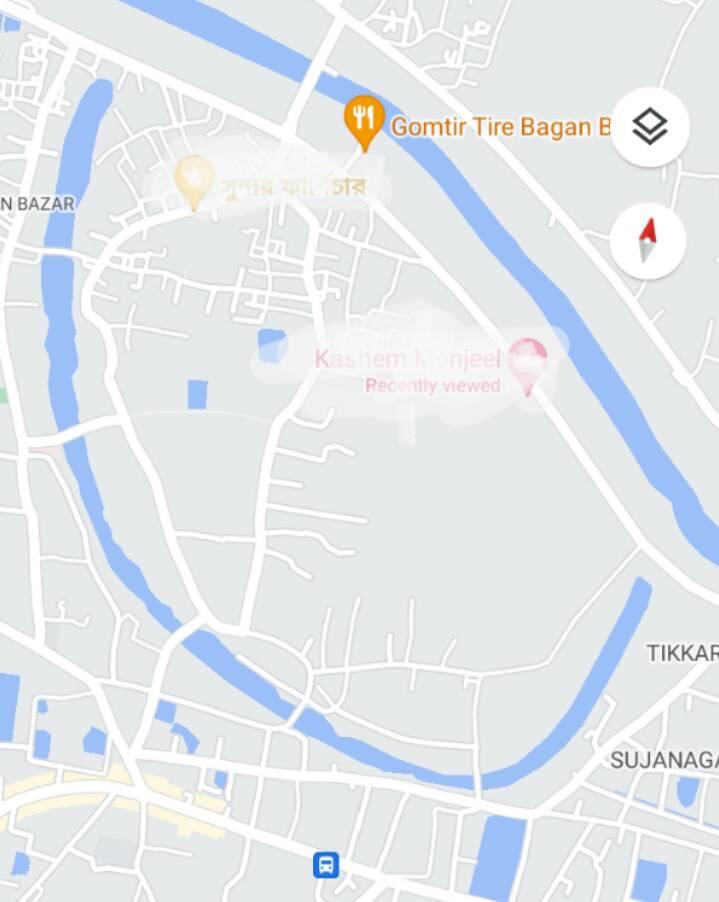 Gomtir Tire Bagan B
সুন্দর ফার্ণিচার
N BAZAR
Kashem Monjeel
Recently viewed
TIKKAR
SUJANAGA